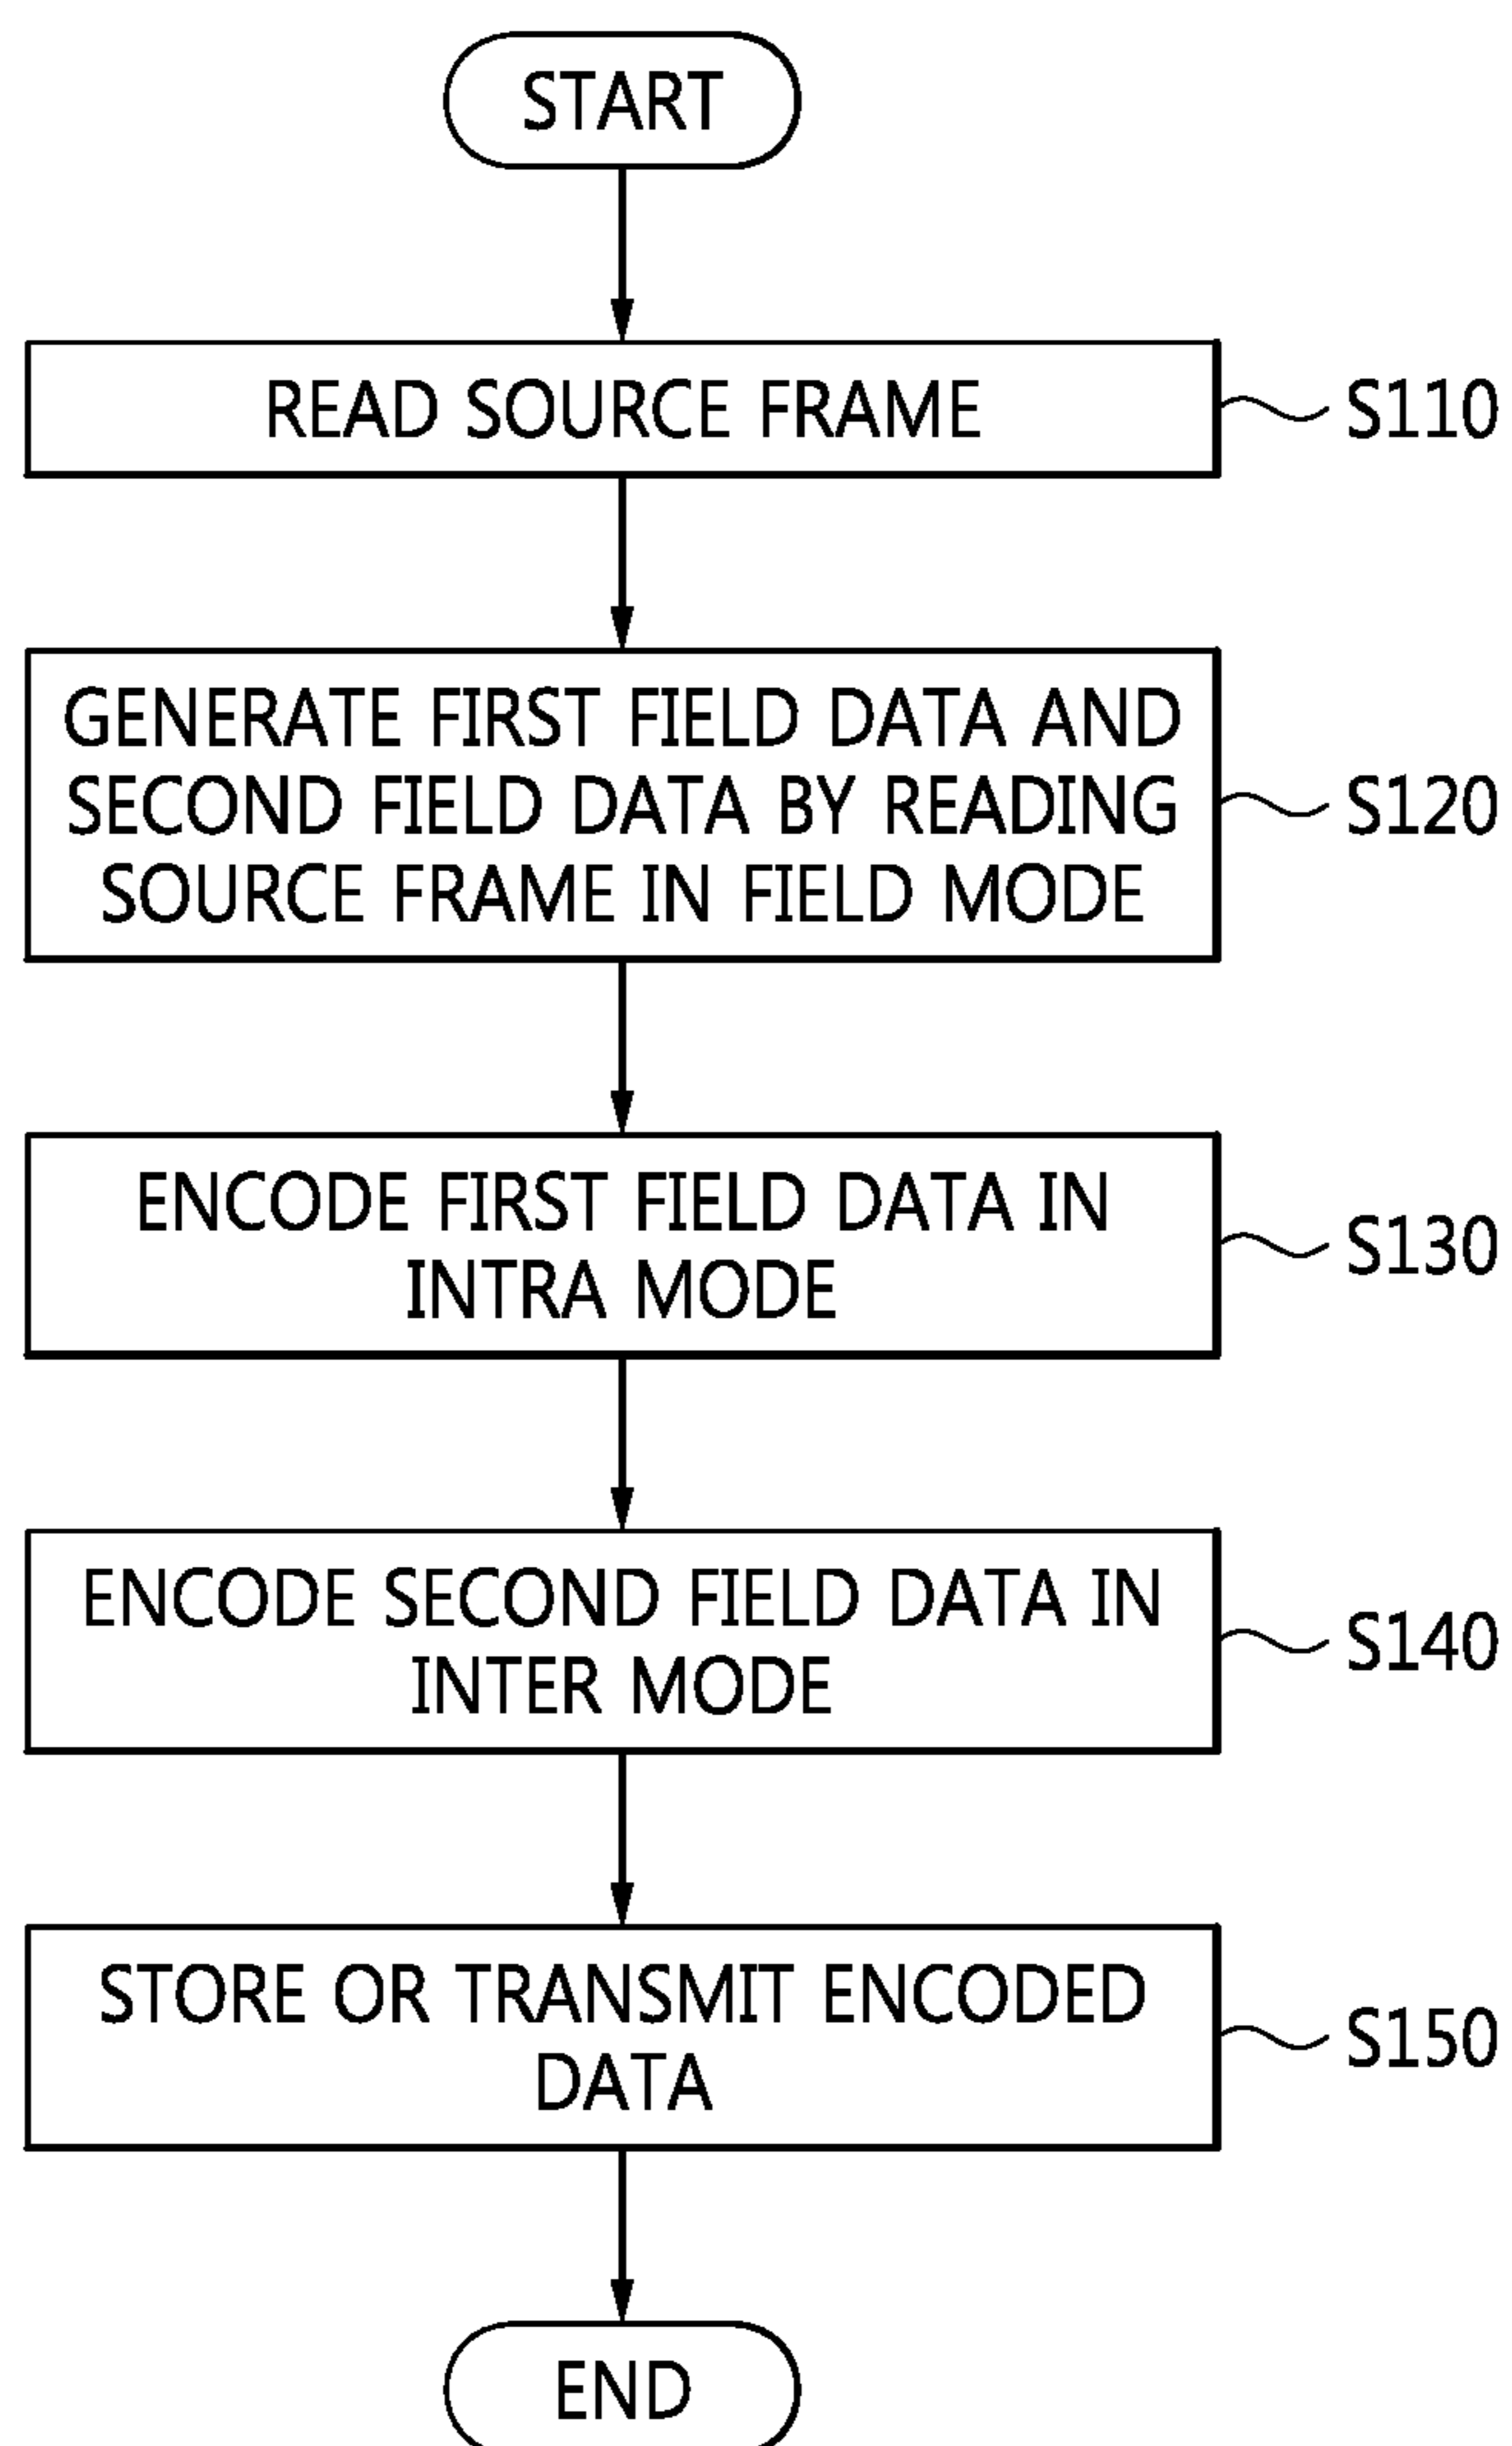 START
READ SOURCE FRAME
S110
GENERATE FIRST FIELD DATA AND
SECOND FIELD DATA BY READING
SOURCE FRAME IN FIELD MODE
S120
ENCODE FIRST FIELD DATA IN
INTRA MODE
S130
ENCODE SECOND FIELD DATA IN
INTER MODE
S140
STORE OR TRANSMIT ENCODED
DATA
S150
END